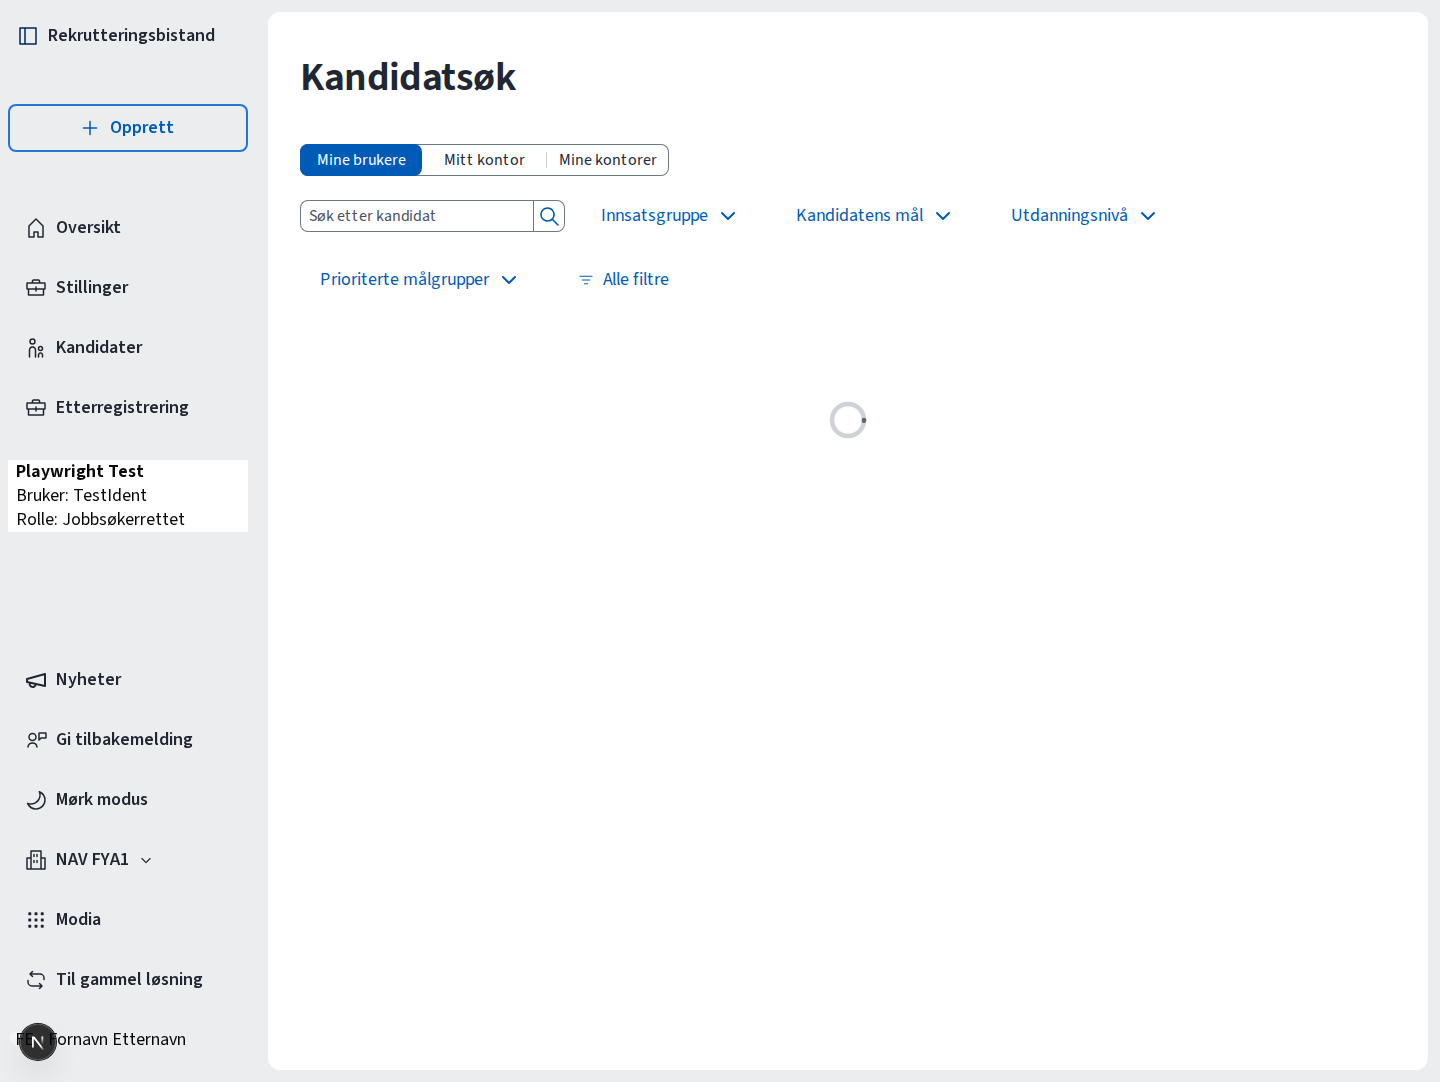 Rekrutteringsbistand
Opprett
Oversikt
Stillinger
Kandidater
Etterregistrering
Playwright Test
Bruker: TestIdent
Rolle: Jobbsøkerrettet
Nyheter
Gi tilbakemelding
Mørk modus
NAV FYA1
Modia
Til gammel løsning
Fornavn Etternavn
Kandidatsøk
Mine brukere Mitt kontor Mine kontorer
Søk etter kandidat Innsatsgruppe Kandidatens mål Utdanningsnivå
Prioriterte målgrupper Alle filtre